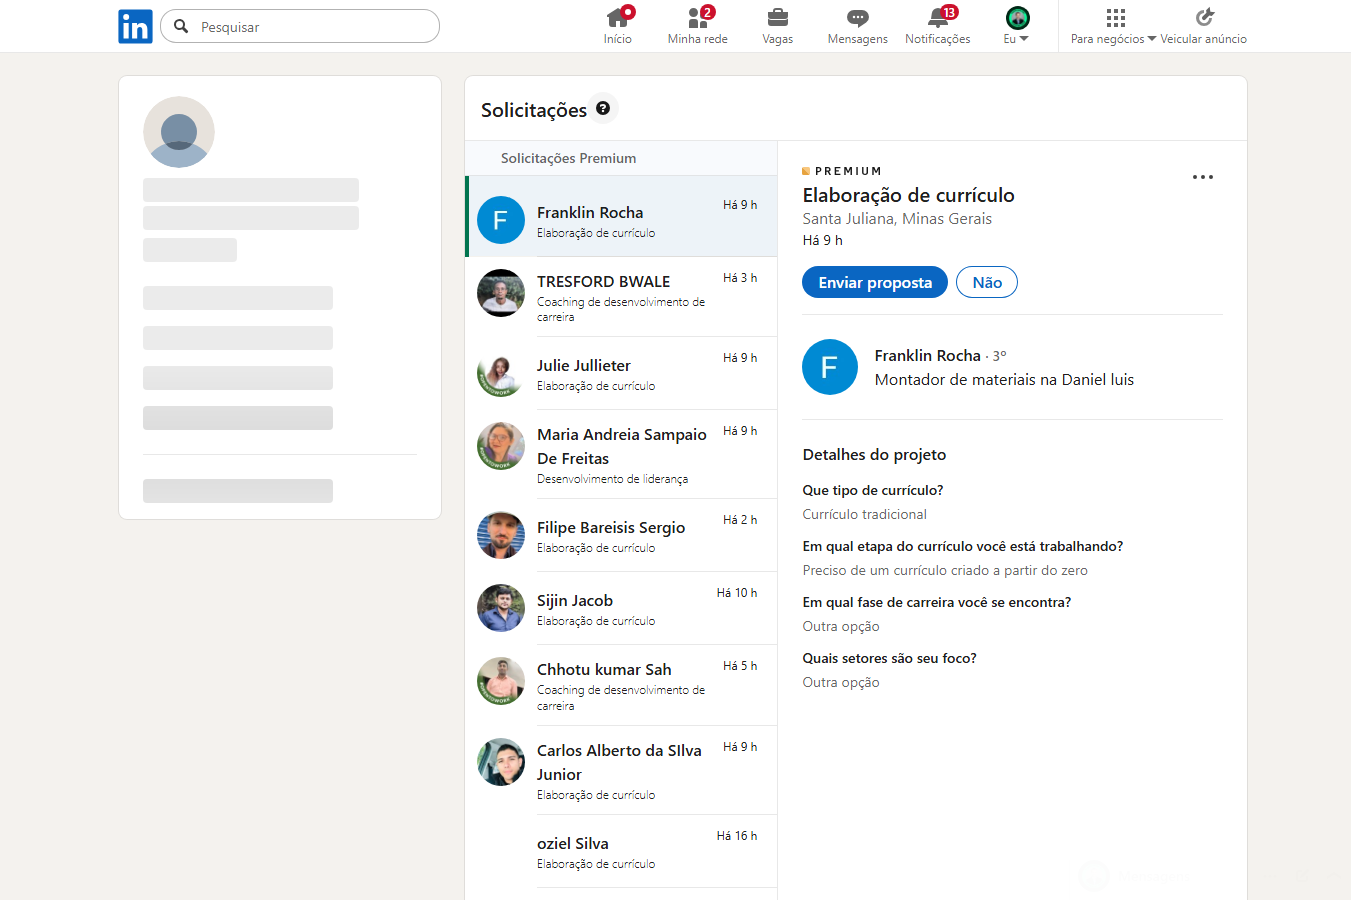 in
Pesquisar
Início
2
Minha rede
Vagas
Mensagens
13
Notificações
Eu
Para negócios
Veicular anúncio
Solicitações
Solicitações Premium
F
Franklin Rocha
Há 9 h
Elaboração de currículo
TRESFORD BWALE
Há 3 h
Coaching de desenvolvimento de
carreira
Julie Jullieter
Há 9 h
Elaboração de currículo
Maria Andreia Sampaio
De Freitas
Há 9 h
Desenvolvimento de liderança
Filipe Bareisis Sergio
Há 2 h
Elaboração de currículo
Sijin Jacob
Há 10 h
Elaboração de currículo
Chhotu kumar Sah
Há 5 h
Coaching de desenvolvimento de
carreira
Carlos Alberto da SIlva
Junior
Há 9 h
Elaboração de currículo
oziel Silva
Há 16 h
Elaboração de currículo
PREMIUM
Elaboração de currículo
Santa Juliana, Minas Gerais
Há 9 h
Enviar proposta
Não
F
Franklin Rocha · 3º
Montador de materiais na Daniel luis
Detalhes do projeto
Que tipo de currículo?
Currículo tradicional
Em qual etapa do currículo você está trabalhando?
Preciso de um currículo criado a partir do zero
Em qual fase de carreira você se encontra?
Outra opção
Quais setores são seu foco?
Outra opção